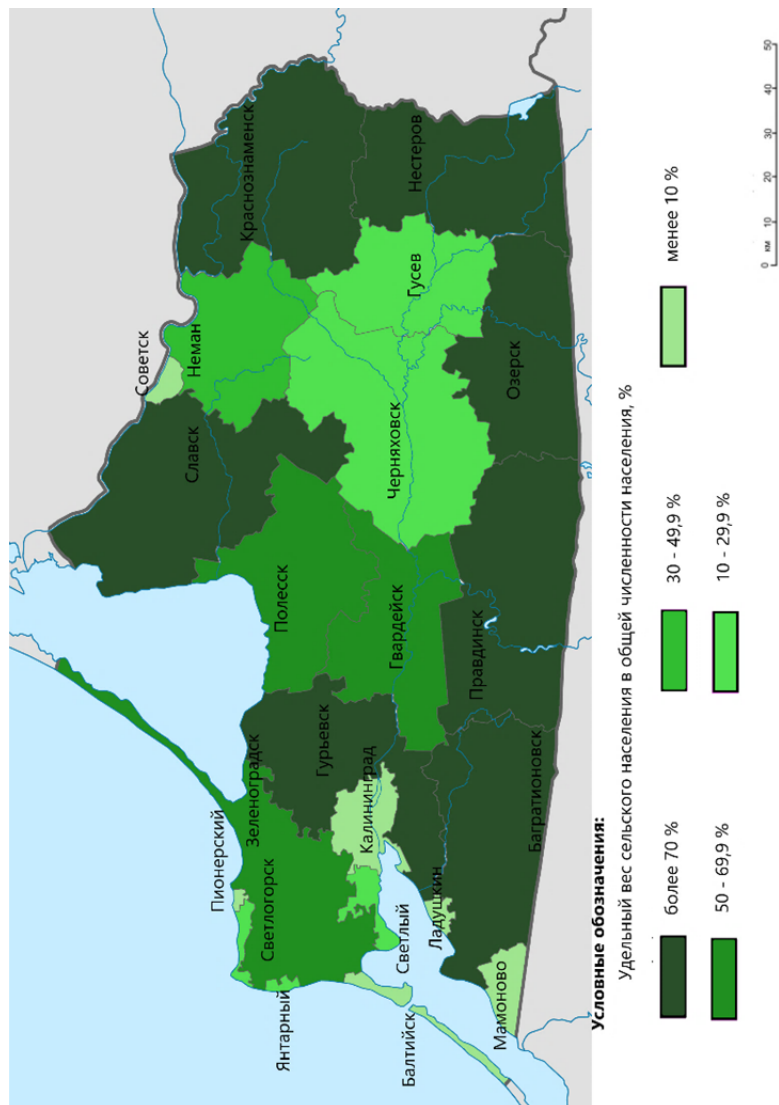 Советск
Неман
Славск
Краснознаменск
Нестеров
Гусев
Черняховск
Озерск
Полесск
Гвардейск
Правдинск
Гурьевск
Зеленоградск
Пионерский
Светлогорск
Калининград
Янтарный
Светлый
Балтийск
Ладушкин
Мамоново
Багратионовск
Условные обозначения:
Удельный вес сельского населения в общей численности населения, %
более 70 %
30 - 49,9 %
менее 10 %
50 - 69,9 %
10 - 29,9 %
0 10 20 30 40 50
КМ